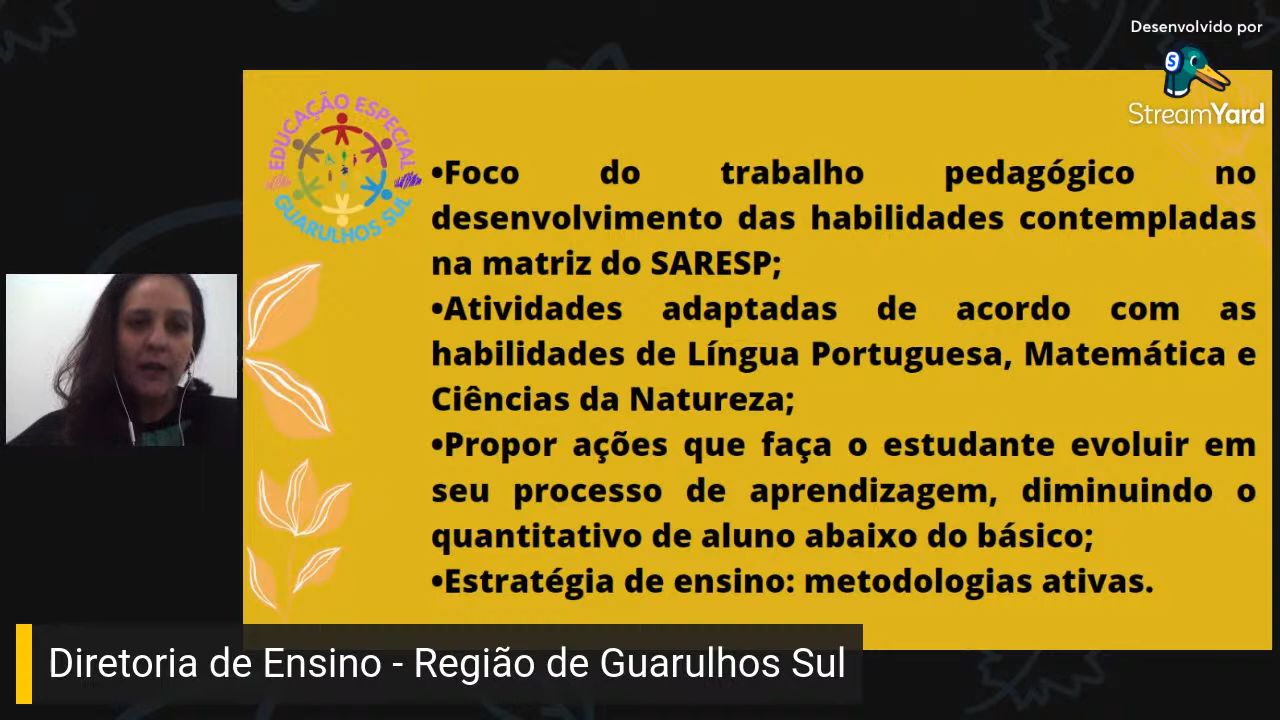 Desenvolvido por
StreamYard
EDUCAÇÃO ESPECIAL
GUARULHOS SUL
•Foco do trabalho pedagógico no
desenvolvimento das habilidades contempladas
na matriz do SARESP;
•Atividades adaptadas de acordo com as
habilidades de Língua Portuguesa, Matemática e
Ciências da Natureza;
•Propor ações que faça o estudante evoluir em
seu processo de aprendizagem, diminuindo o
quantitativo de aluno abaixo do básico;
•Estratégia de ensino: metodologias ativas.
Diretoria de Ensino - Região de Guarulhos Sul